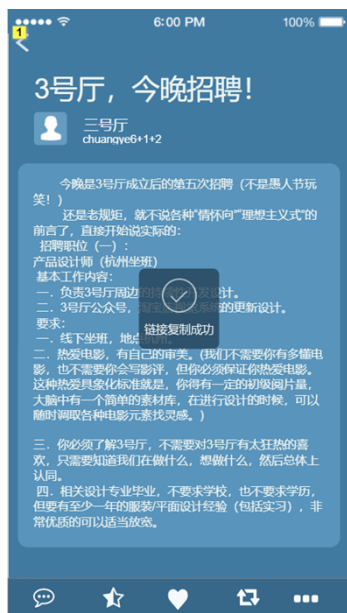 6:00 PM
100%
1
3号厅，今晚招聘！
三号厅
chuangye6+1+2
今晚是3号厅成立后的第五次招聘（不是愚人节玩
笑！）
还是老规矩，就不说各种“情怀向”“理想主义式”的
前言了，直接开始说实际的：
招聘职位（一）：
产品设计师（杭州坐班）
基本工作内容：
一．负责3号厅周边的
设计。
二．3号厅公众号，
的更新设计。
要求：
一．线下坐班，地点
二．热爱电影，有自己的审美。(我们不需要你有多懂电
影，也不需要你会写影评，但你必须保证你热爱电影。
这种热爱具象化标准就是，你得有一定的初级阅片量，
大脑中有一个简单的素材库，在进行设计的时候，可以
随时调取各种电影元素找灵感。)
三．你必须了解3号厅，不需要对3号厅有太狂热的喜
欢，只需要知道我们在做什么，想做什么，然后总体上
认同。
四．相关设计专业毕业，不要求学校，也不要求学历，
但要有至少一年的服装/平面设计经验（包括实习），非
常优质的可以适当放宽。
链接复制成功